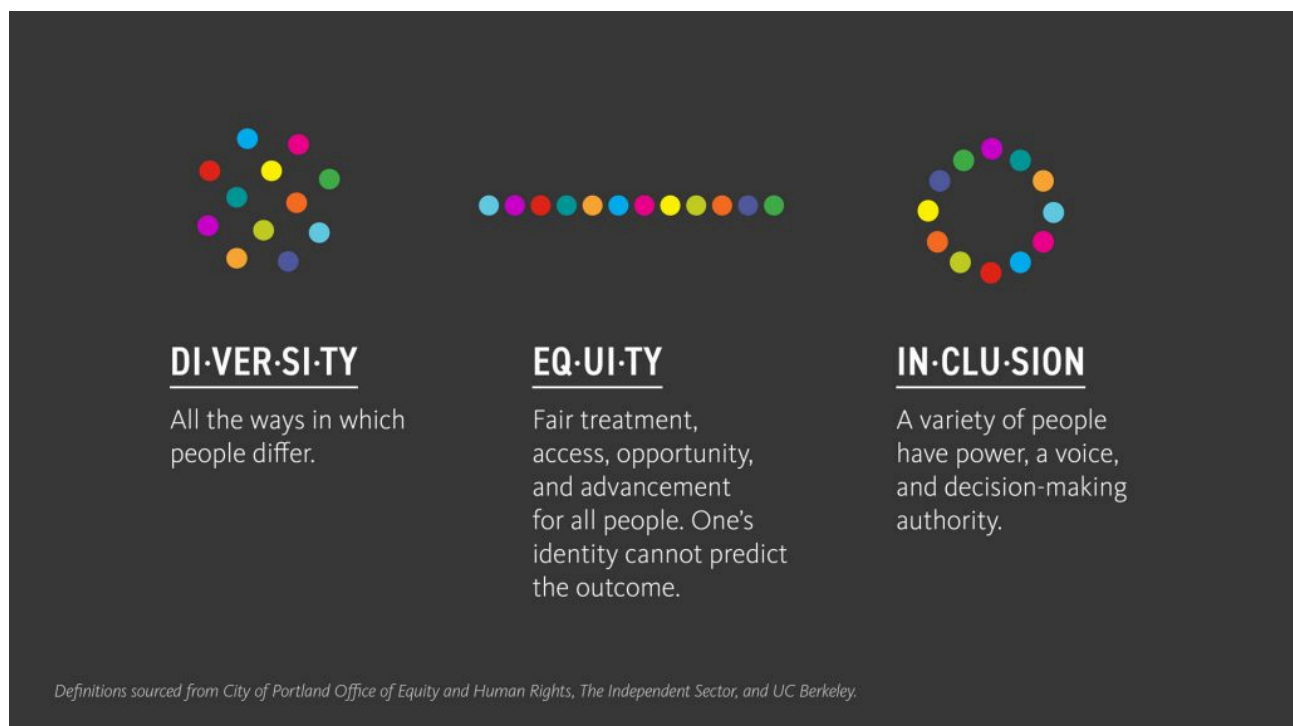 DI·VER·SI·TY
All the ways in which
people differ.
EQ·UI·TY
Fair treatment,
access, opportunity,
and advancement
for all people. One’s
identity cannot predict
the outcome.
IN·CLU·SION
A variety of people
have power, a voice,
and decision-making
authority.
Definitions sourced from City of Portland Office of Equity and Human Rights, The Independent Sector, and UC Berkeley.